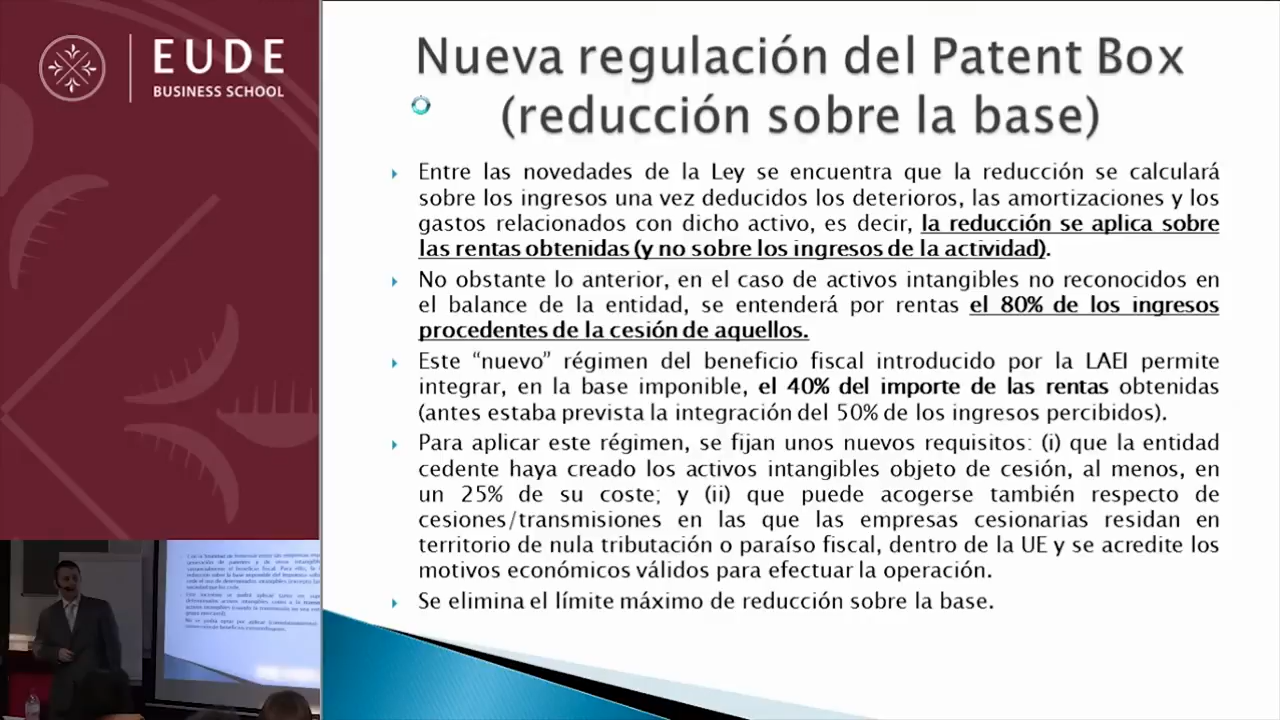 EUDE
BUSINESS SCHOOL
Nueva regulación del Patent Box
(reducción sobre la base)
Entre las novedades de la Ley se encuentra que la reducción se calculará
sobre los ingresos una vez deducidos los deterioros, las amortizaciones y los
gastos relacionados con dicho activo, es decir, la reducción se aplica sobre
las rentas obtenidas (y no sobre los ingresos de la actividad).
No obstante lo anterior, en el caso de activos intangibles no reconocidos en
el balance de la entidad, se entenderá por rentas el 80% de los ingresos
procedentes de la cesión de aquellos.
Este “nuevo” régimen del beneficio fiscal introducido por la LAEI permite
integrar, en la base imponible, el 40% del importe de las rentas obtenidas
(antes estaba prevista la integración del 50% de los ingresos percibidos).
Para aplicar este régimen, se fijan unos nuevos requisitos: (i) que la entidad
cedente haya creado los activos intangibles objeto de cesión, al menos, en
un 25% de su coste; y (ii) que puede acogerse también respecto de
cesiones/transmisiones en las que las empresas cesionarias residan en
territorio de nula tributación o paraíso fiscal, dentro de la UE y se acredite los
motivos económicos válidos para efectuar la operación.
Se elimina el límite máximo de reducción sobre la base.